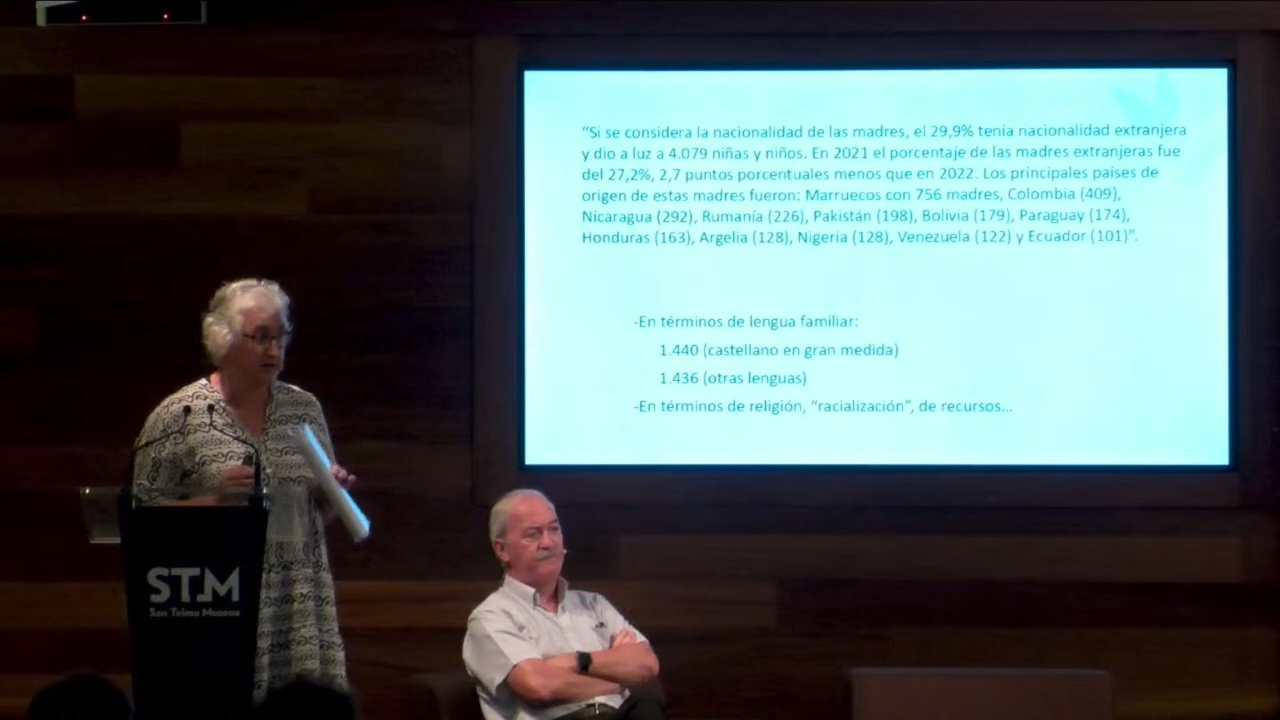 “Si se considera la nacionalidad de las madres, el 29,9% tenía nacionalidad extranjera
y dio a luz a 4.079 niñas y niños. En 2021 el porcentaje de las madres extranjeras fue
del 27,2%, 2,7 puntos porcentuales menos que en 2022. Los principales países de
origen de estas madres fueron: Marruecos con 756 madres, Colombia (409),
Nicaragua (292), Rumanía (226), Pakistán (198), Bolivia (179), Paraguay (174),
Honduras (163), Argelia (128), Nigeria (128), Venezuela (122) y Ecuador (101)”.
-En términos de lengua familiar:
1.440 (castellano en gran medida)
1.436 (otras lenguas)
-En términos de religión, “racialización”, de recursos...
STM
San Telmo Museoa